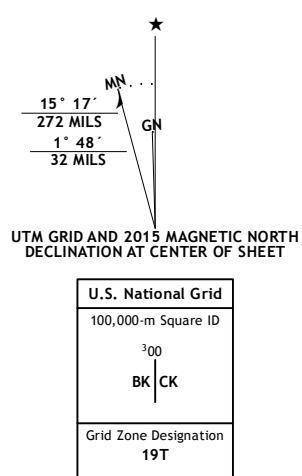 ★
MN
15° 17´
272 MILS
GN
1° 48´
32 MILS
UTM GRID AND 2015 MAGNETIC NORTH
DECLINATION AT CENTER OF SHEET
U.S. National Grid
100,000-m Square ID
³00
BK CK
Grid Zone Designation
19T